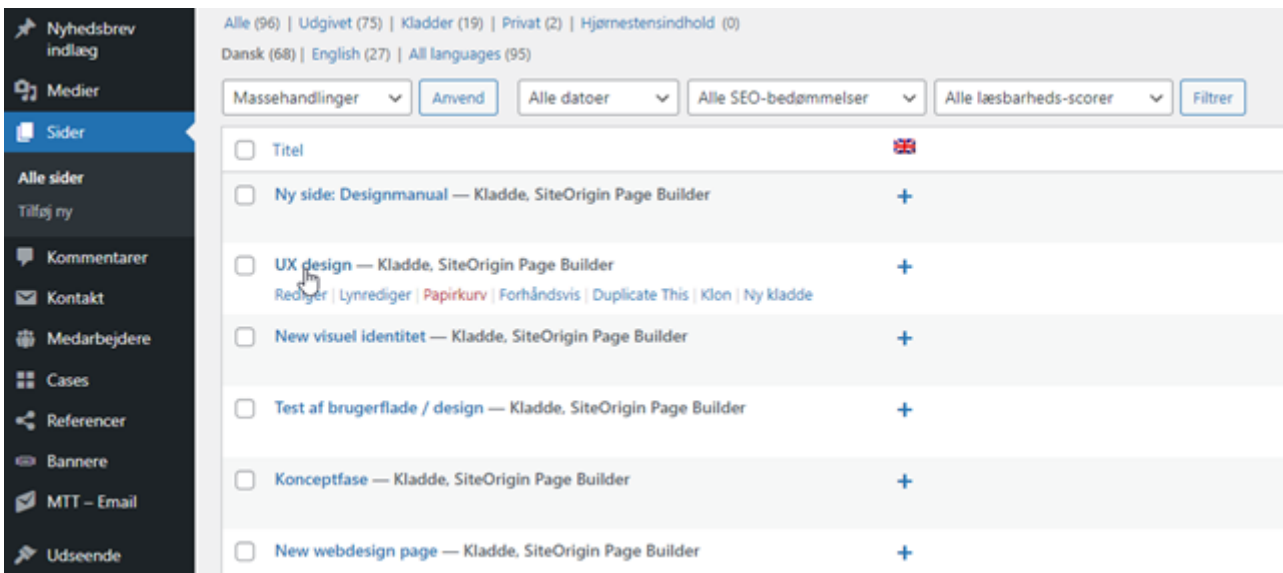 Nyhedsbrev
indlæg
Medier
Sider
Alle sider
Tilføj ny
Kommentarer
Kontakt
Medarbejdere
Cases
Referencer
Bannere
MTT – Email
Udseende
Alle (96) | Udgivet (75) | Kladder (19) | Privat (2) | Hjørnestensindhold (0)
Dansk (68) | English (27) | All languages (95)
Massehandlinger Anvend Alle datoer Alle SEO-bedømmelser Alle læsbarheds-scorer Filtrer
Titel
Ny side: Designmanual — Kladde, SiteOrigin Page Builder
UX design — Kladde, SiteOrigin Page Builder
Rediger | Lynrediger | Papirkurv | Forhåndsvis | Duplicate This | Klon | Ny kladde
New visuel identitet — Kladde, SiteOrigin Page Builder
Test af brugerflade / design — Kladde, SiteOrigin Page Builder
Konceptfase — Kladde, SiteOrigin Page Builder
New webdesign page — Kladde, SiteOrigin Page Builder